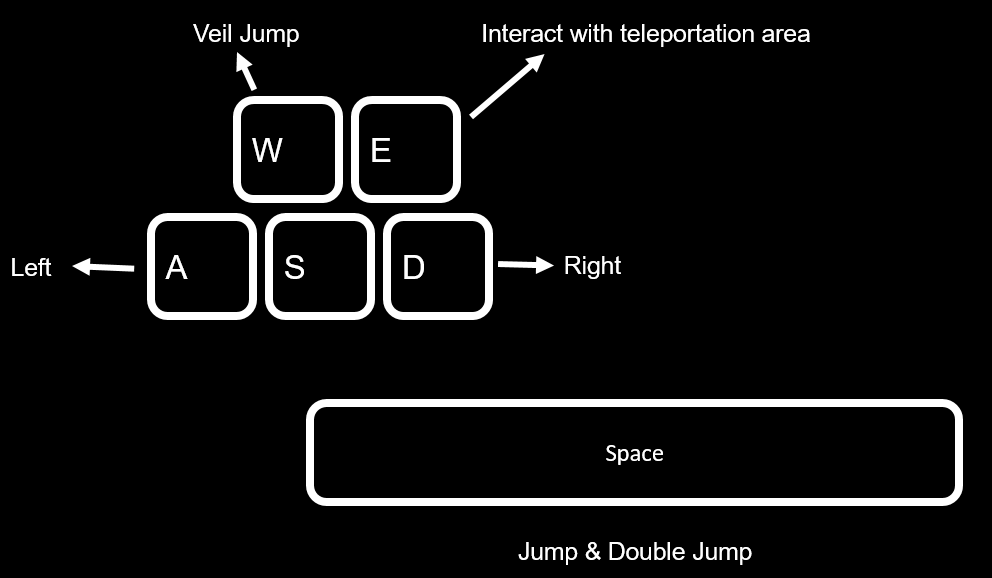 Veil Jump
Interact with teleportation area
W
E
Left
A
S
D
Right
Space
Jump & Double Jump